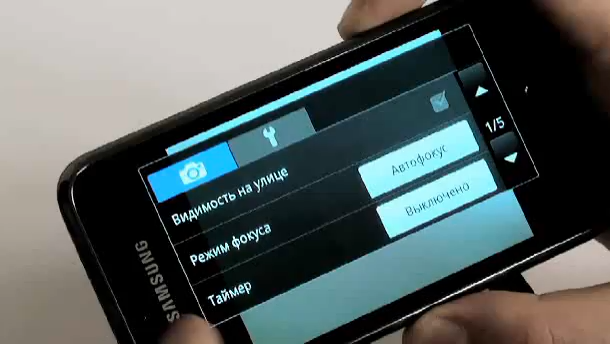 Видимость на улице
Режим фокуса
Автофокус
Таймер
Выключено
1/5
SAMSUNG